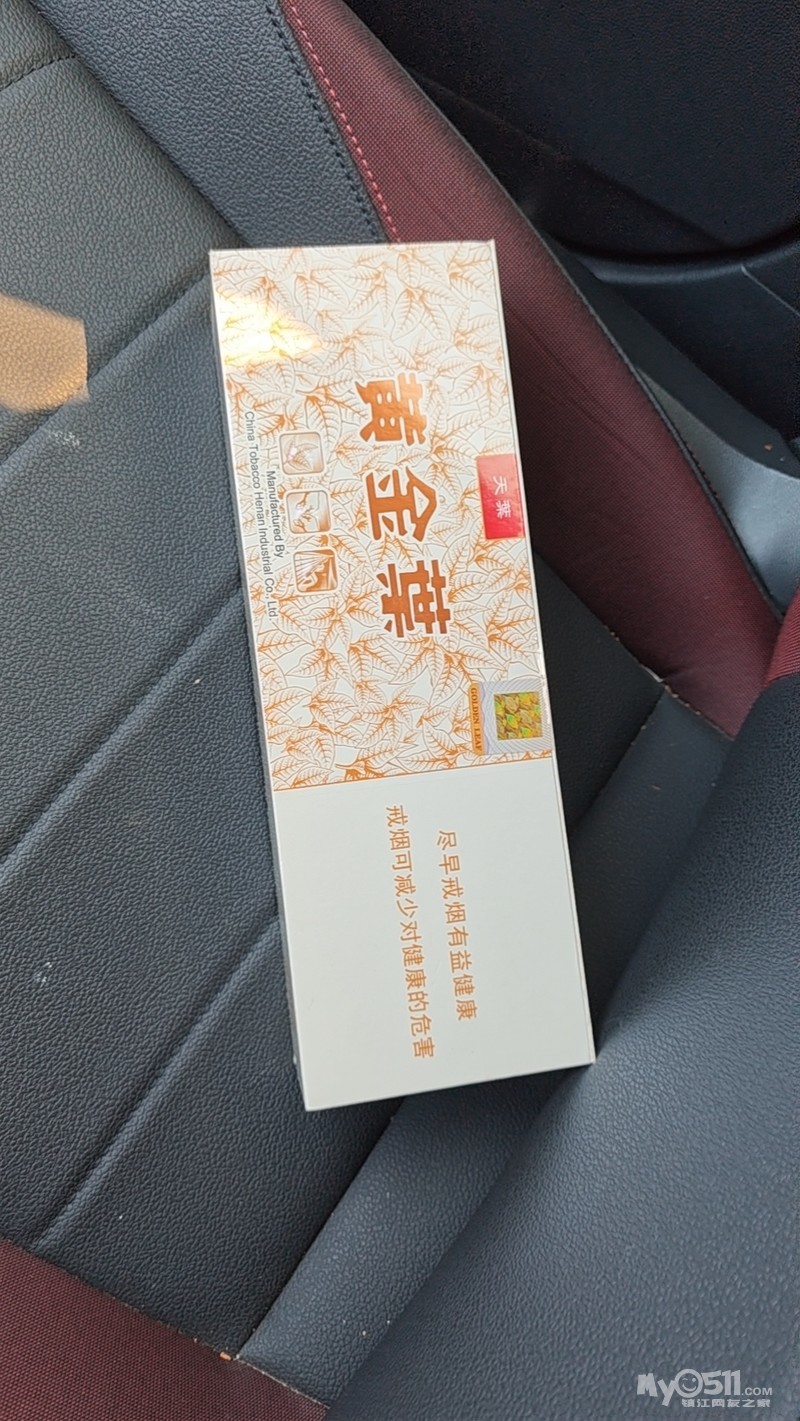 天葉
黄金葉
Manufactured By
China Tobacco Henan Industrial Co., Ltd.
GOLDEN LEAF
尽早戒烟有益健康
戒烟可减少对健康的危害
My0511.COM
镇江网友之家